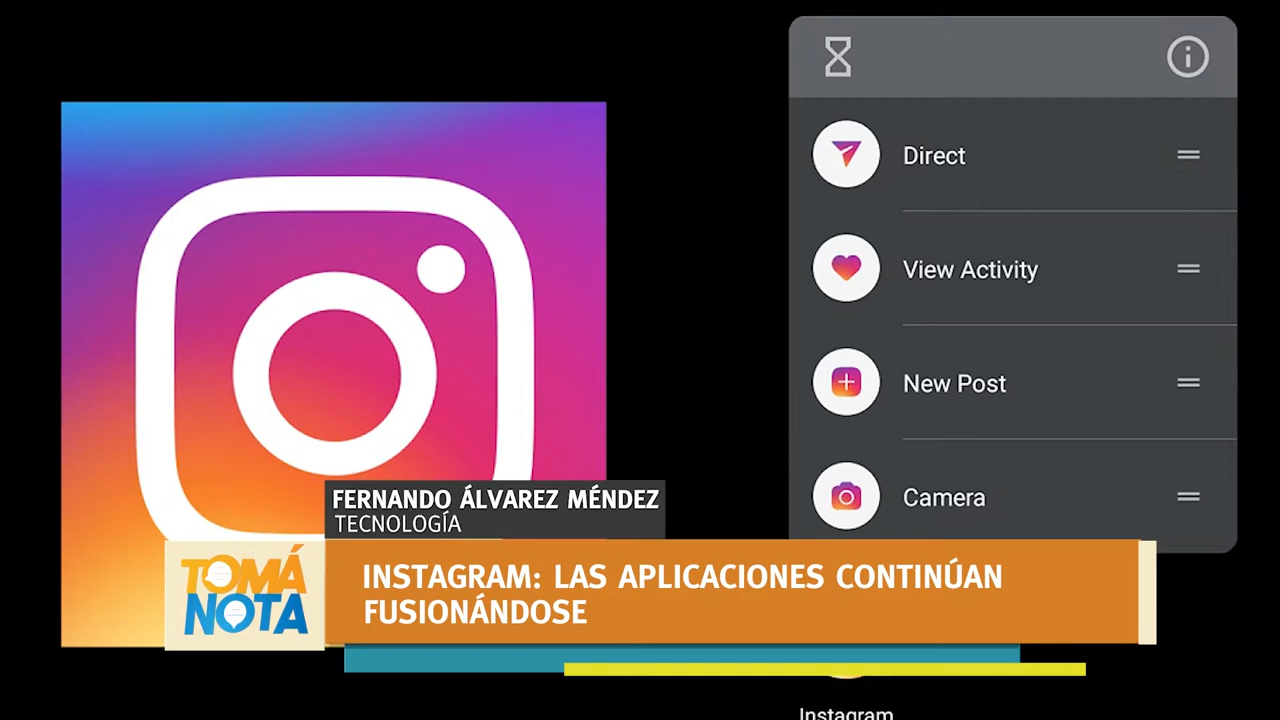 Direct
View Activity
New Post
Camera
FERNANDO ÁLVAREZ MÉNDEZ
TECNOLOGÍA
TOMÁ
NOTA
INSTAGRAM: LAS APLICACIONES CONTINÚAN
FUSIONÁNDOSE
Instagram